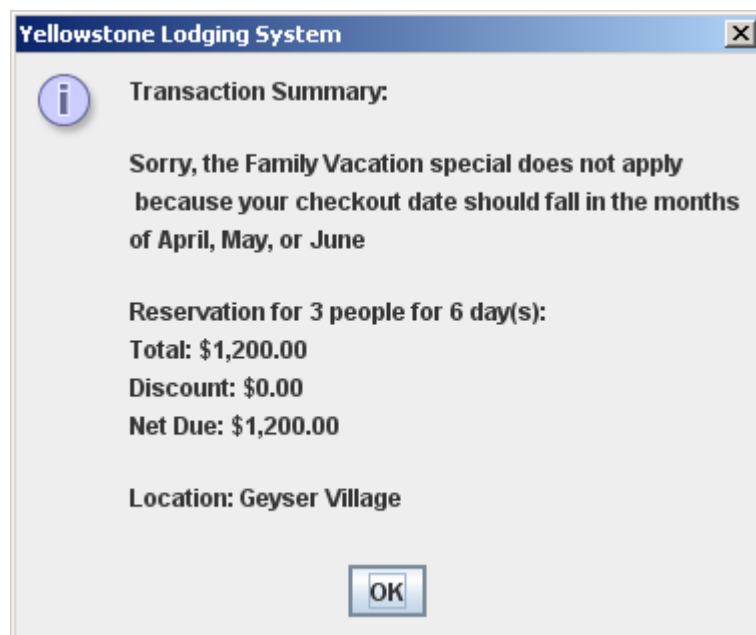 Yellowstone Lodging System
Transaction Summary:
Sorry, the Family Vacation special does not apply
because your checkout date should fall in the months
of April, May, or June
Reservation for 3 people for 6 day(s):
Total: $1,200.00
Discount: $0.00
Net Due: $1,200.00
Location: Geyser Village
OK